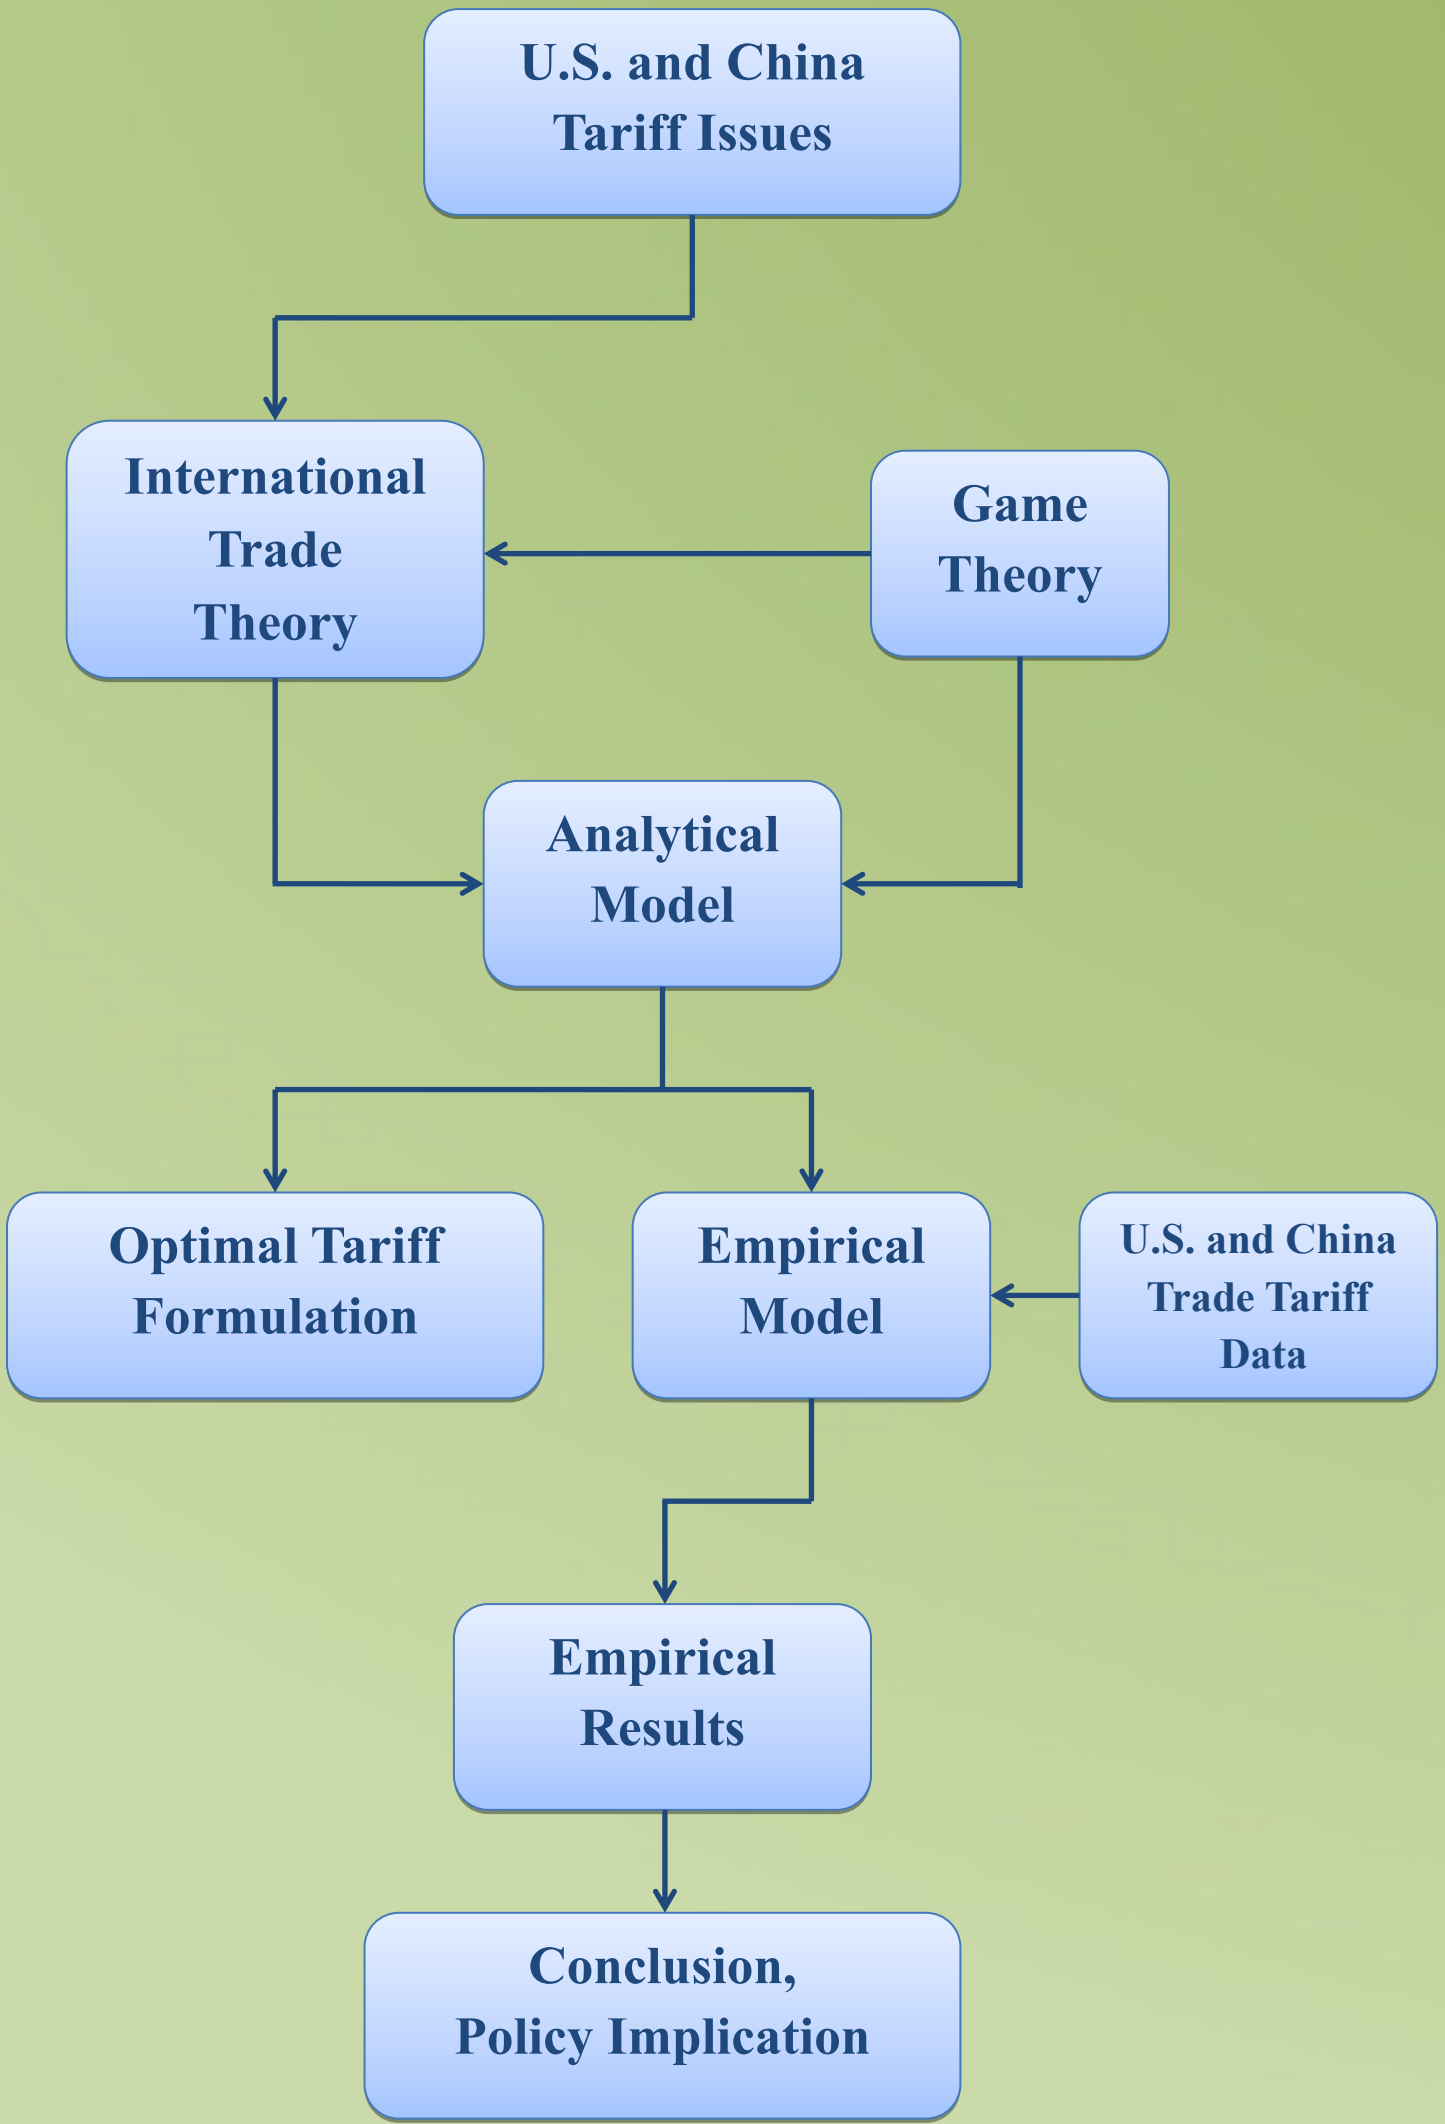 U.S. and China
Tariff Issues
International
Trade
Theory
Game
Theory
Analytical
Model
Optimal Tariff
Formulation
Empirical
Model
U.S. and China
Trade Tariff
Data
Empirical
Results
Conclusion,
Policy Implication